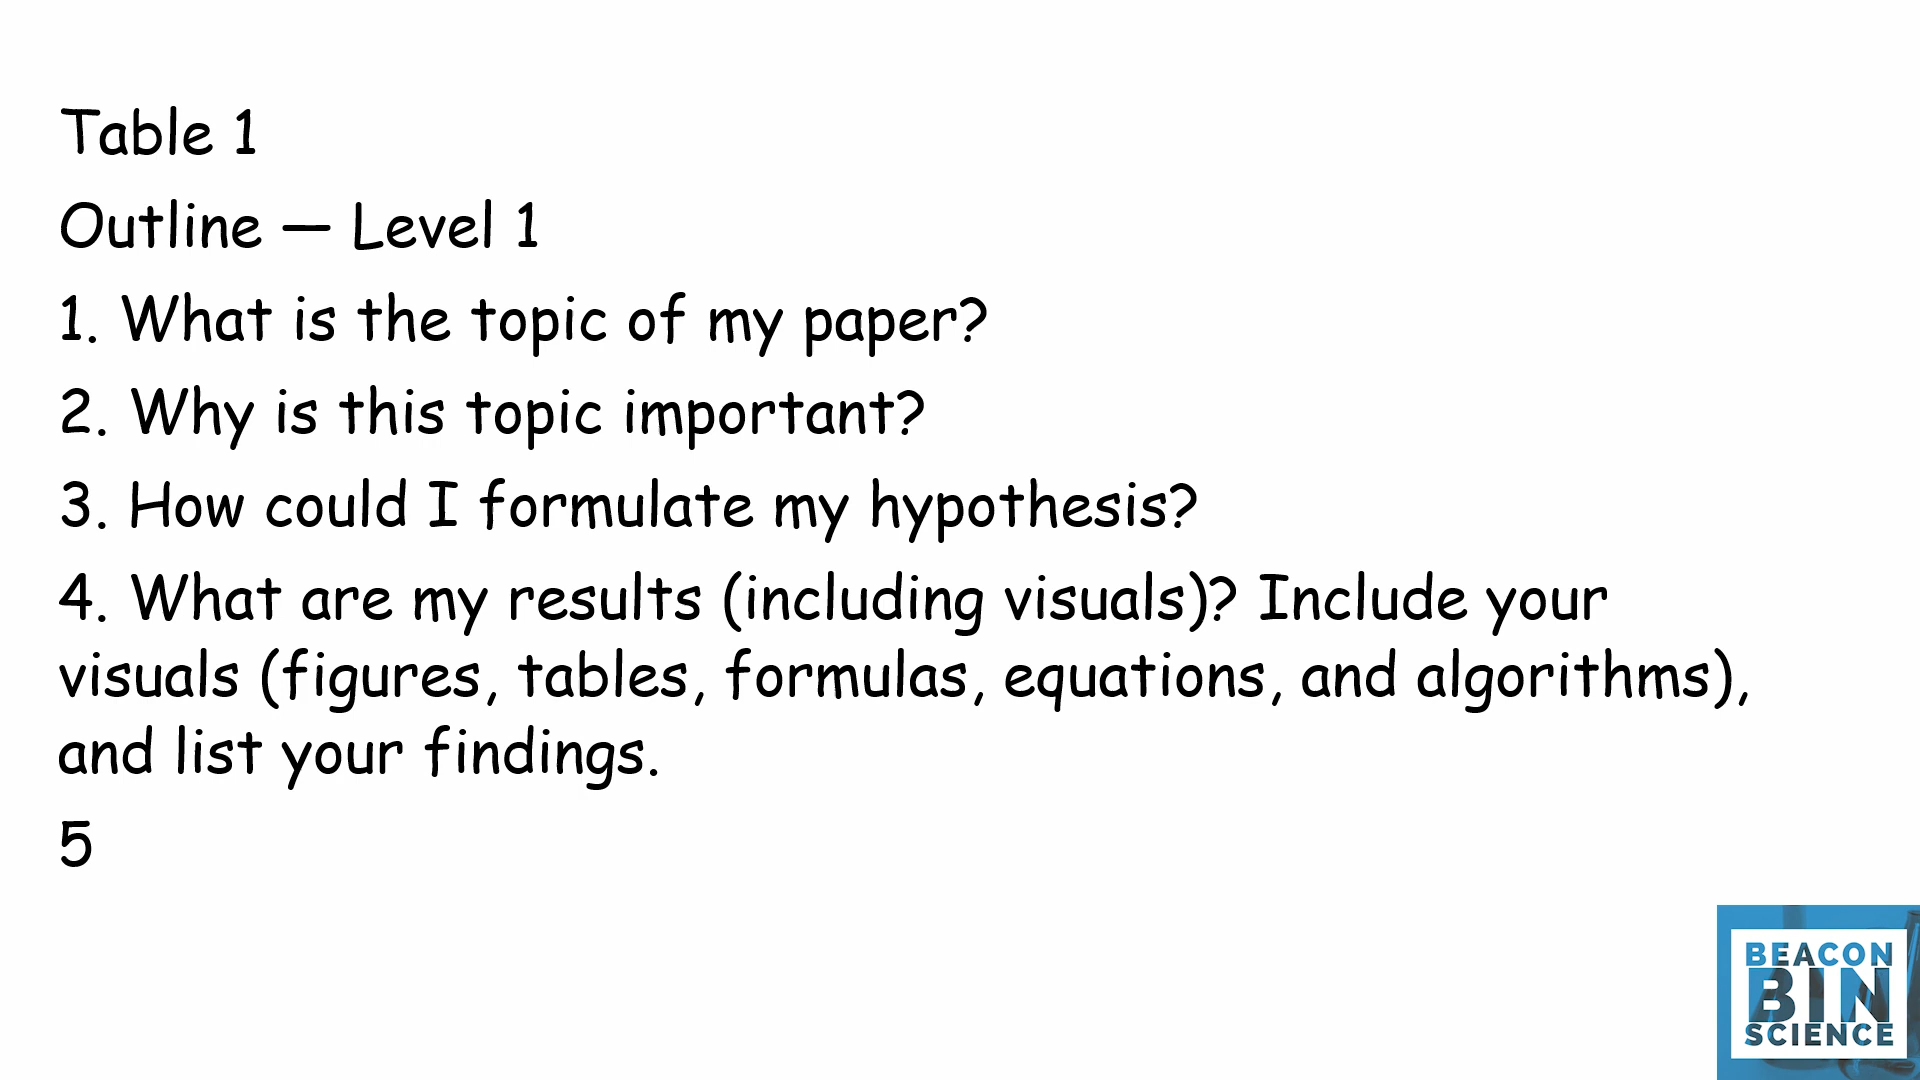 Table 1
Outline — Level 1
1. What is the topic of my paper?
2. Why is this topic important?
3. How could I formulate my hypothesis?
4. What are my results (including visuals)? Include your
visuals (figures, tables, formulas, equations, and algorithms),
and list your findings.
5
BEACON
BIN
SCIENCE